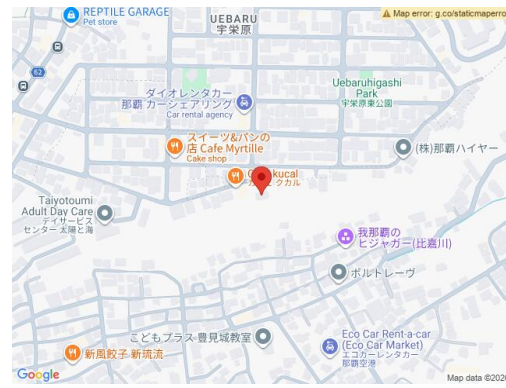 REPTILE GARAGE
Pet store
UEBARU
宇栄原
Map error: g.co/staticmaperro
62
ダイオレンタカー
那覇 カーシェアリング
Car rental agency
Uebaruhigashi
Park
宇栄原東公園
スイーツ&パンの
店 Cafe Myrtille
Cake shop
(株)那覇ハイヤー
Taiyotoumi
Adult Day Care
デイサービス
センター 太陽と海
我那覇の
ヒジャガー(比嘉川)
ポルトレーヴ
こどもプラス 豊見城教室
Eco Car Rent-a-car
(Eco Car Market)
エコカーレンタカー
那覇空港
新風餃子 新琉流
Google
Map data ©2026